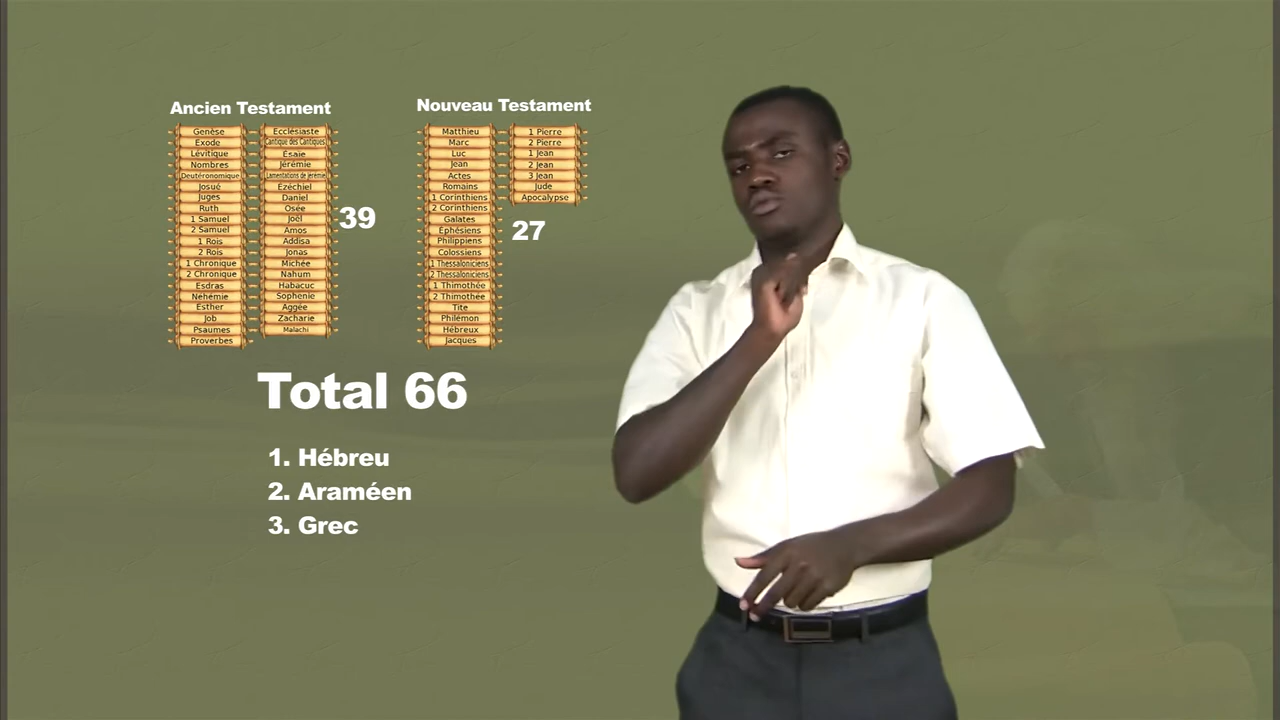 Ancien Testament
Genèse
Exode
Lévitique
Nombres
Deutéronomique
Josué
Juges
Ruth
1 Samuel
2 Samuel
1 Rois
2 Rois
1 Chronique
2 Chronique
Esdras
Nehémie
Esther
Job
Psaumes
Proverbes
Ecclésiaste
Cantique des Cantiques
Ésaïe
Jérémie
Lamentations de Jérémie
Ézéchiel
Daniel
Osée
Joël
Amos
Addisa
Jonas
Michée
Nahum
Habacuc
Sophenie
Aggée
Zacharie
Malachi
39
Nouveau Testament
Matthieu
Marc
Luc
Jean
Actes
Romains
1 Corinthiens
2 Corinthiens
Galates
Éphésiens
Philippiens
Colossiens
1 Thessaloniciens
2 Thessaloniciens
1 Thimothée
2 Thimothée
Tite
Philémon
Hébreux
Jacques
1 Pierre
2 Pierre
1 Jean
2 Jean
3 Jean
Jude
Apocalypse
27
Total 66
1. Hébreu
2. Araméen
3. Grec